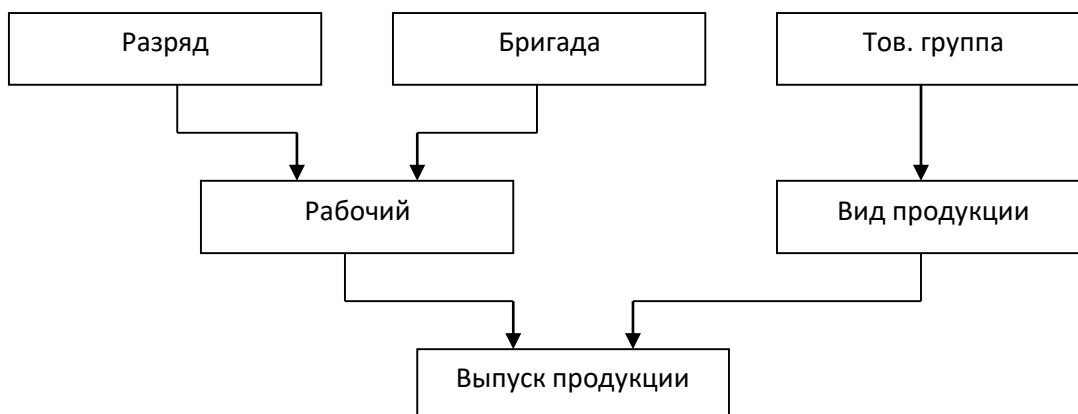 Разряд
Бригада
Тов. группа
Рабочий
Вид продукции
Выпуск продукции